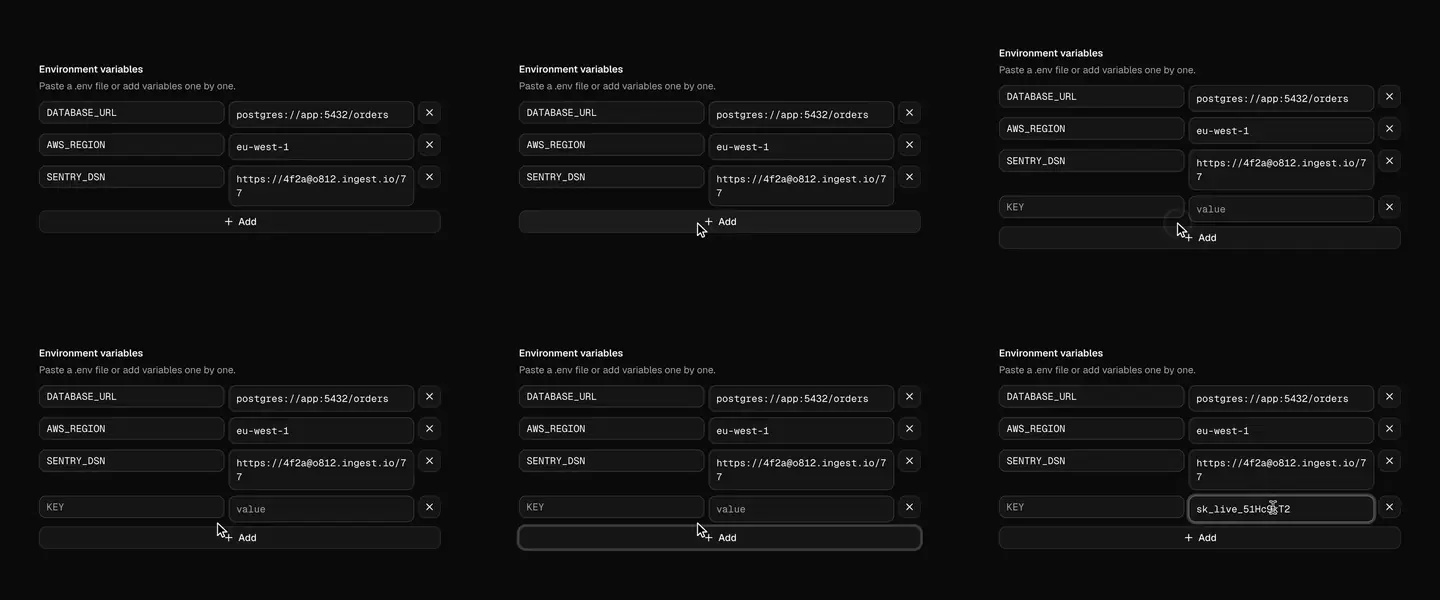 Environment variables
Paste a .env file or add variables one by one.
DATABASE_URL
postgres://app:5432/orders
AWS_REGION
eu-west-1
SENTRY_DSN
https://4f2a@o812.ingest.io/7
7
+ Add
Environment variables
Paste a .env file or add variables one by one.
DATABASE_URL
postgres://app:5432/orders
AWS_REGION
eu-west-1
SENTRY_DSN
https://4f2a@o812.ingest.io/7
7
+ Add
Environment variables
Paste a .env file or add variables one by one.
DATABASE_URL
postgres://app:5432/orders
AWS_REGION
eu-west-1
SENTRY_DSN
https://4f2a@o812.ingest.io/7
7
KEY
value
+ Add
Environment variables
Paste a .env file or add variables one by one.
DATABASE_URL
postgres://app:5432/orders
AWS_REGION
eu-west-1
SENTRY_DSN
https://4f2a@o812.ingest.io/7
7
KEY
value
+ Add
Environment variables
Paste a .env file or add variables one by one.
DATABASE_URL
postgres://app:5432/orders
AWS_REGION
eu-west-1
SENTRY_DSN
https://4f2a@o812.ingest.io/7
7
KEY
value
+ Add
Environment variables
Paste a .env file or add variables one by one.
DATABASE_URL
postgres://app:5432/orders
AWS_REGION
eu-west-1
SENTRY_DSN
https://4f2a@o812.ingest.io/7
7
KEY
+ Add